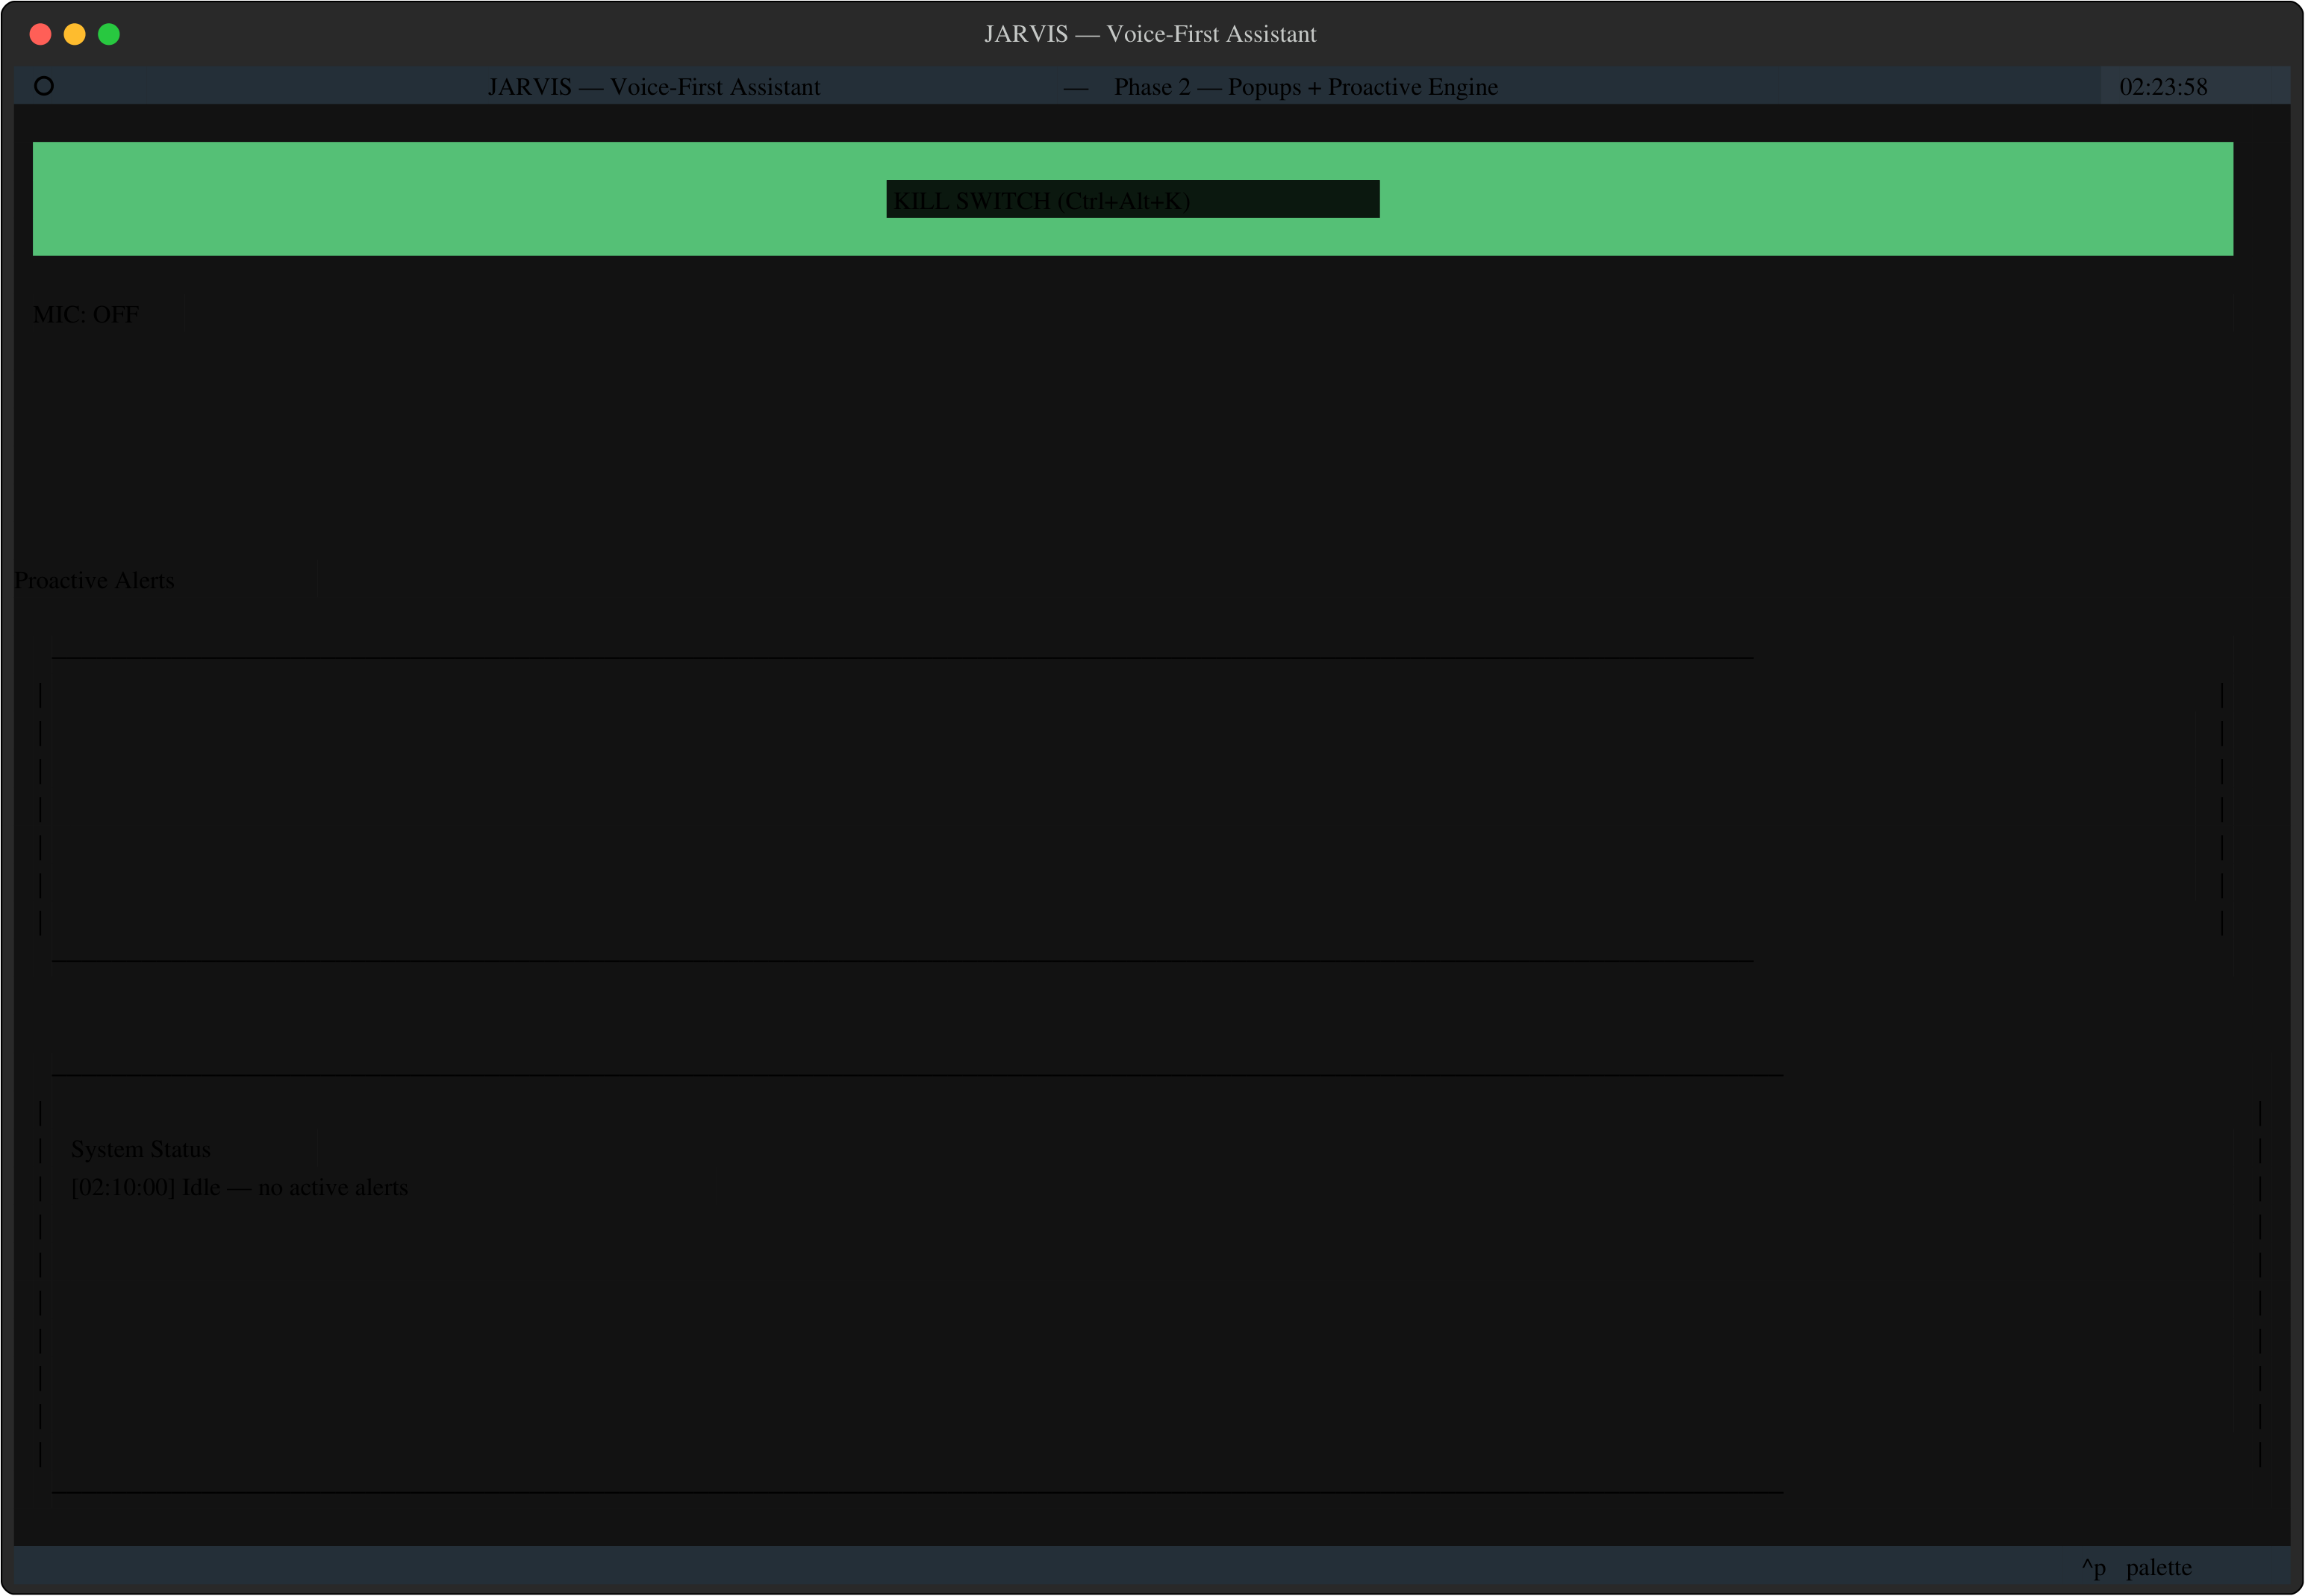 JARVIS — Voice-First Assistant
JARVIS — Voice-First Assistant — Phase 2 — Popups + Proactive Engine 02:23:58
KILL SWITCH (Ctrl+Alt+K)
MIC: OFF
Proactive Alerts
System Status
[02:10:00] Idle — no active alerts
^p palette